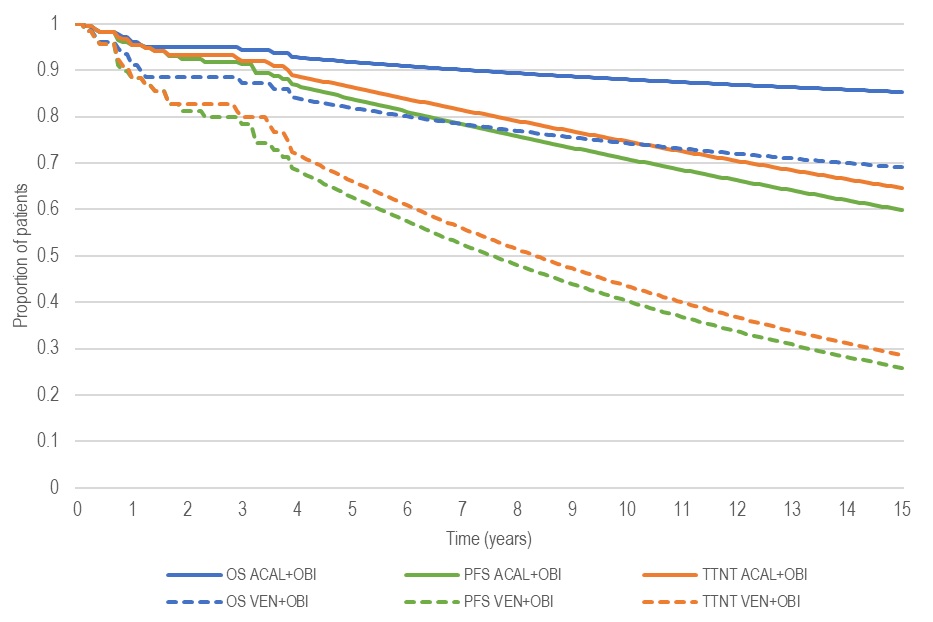 1
0.9
0.8
0.7
0.6
0.5
0.4
0.3
0.2
0.1
0
Proportion of patients
0 1 2 3 4 5 6 7 8 9 10 11 12 13 14 15
Time (years)
OS ACAL+OBI PFS ACAL+OBI TTNT ACAL+OBI
OS VEN+OBI PFS VEN+OBI TTNT VEN+OBI